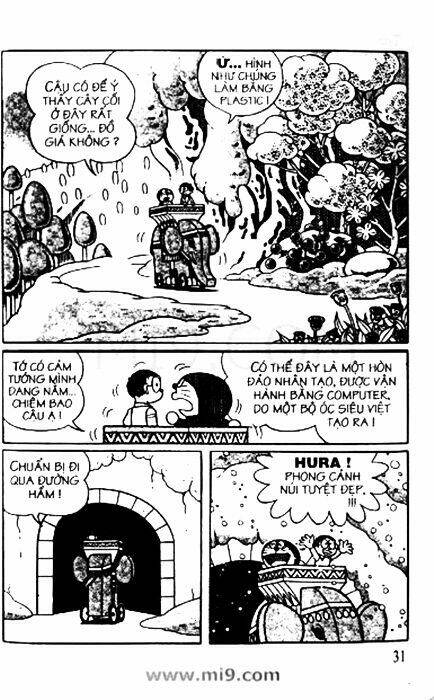 CẬU CÓ ĐỂ Ý
THẤY CÂY CỐI
Ở ĐÂY RẤT
GIỐNG... ĐỒ
GIẢ KHÔNG ?
Ừ... HÌNH
NHƯ CHÚNG
LÀM BẰNG
PLASTIC !
TỚ CÓ CẢM
TƯỞNG MÌNH
ĐANG NẰM...
CHIÊM BAO
CẬU Ạ !
CÓ THỂ ĐÂY LÀ MỘT HÒN
ĐẢO NHÂN TẠO, ĐƯỢC VẬN
HÀNH BẰNG COMPUTER,
DO MỘT BỘ ÓC SIÊU VIỆT
TẠO RA !
CHUẨN BỊ ĐI
QUA ĐƯỜNG
HẦM !
HURA !
PHONG CẢNH
NÚI TUYỆT ĐẸP
!!!
31
www.mi9.com